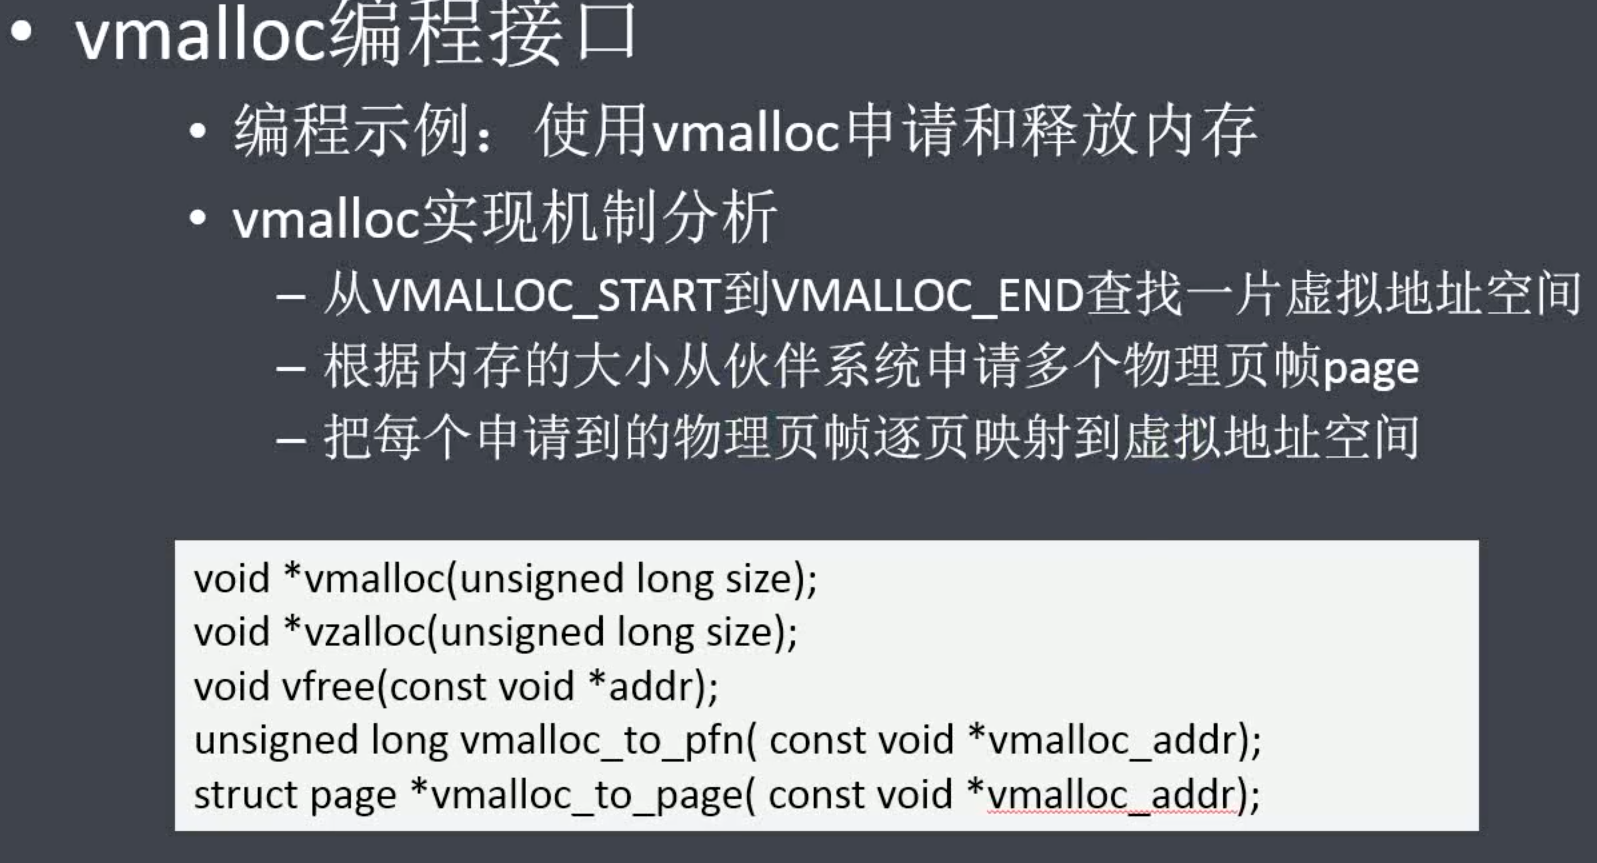 • vmalloc编程接口
• 编程示例：使用vmalloc申请和释放内存
• vmalloc实现机制分析
– 从VMALLOC_START到VMALLOC_END查找一片虚拟地址空间
– 根据内存的大小从伙伴系统申请多个物理页帧page
– 把每个申请到的物理页帧逐页映射到虚拟地址空间
void *vmalloc(unsigned long size);
void *vzalloc(unsigned long size);
void vfree(const void *addr);
unsigned long vmalloc_to_pfn( const void *vmalloc_addr);
struct page *vmalloc_to_page( const void *vmalloc_addr);